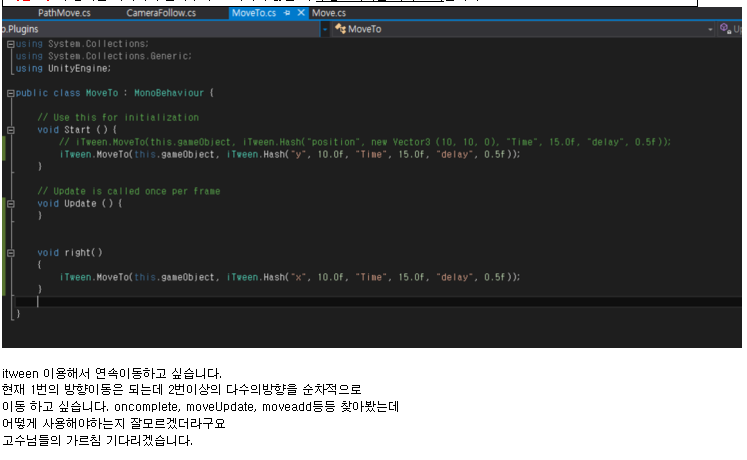 PathMove.cs CameraFollow.cs MoveTo.cs Move.cs
o.Plugins MoveTo
using System.Collections;
using System.Collections.Generic;
using UnityEngine;
public class MoveTo : MonoBehaviour {
// Use this for initialization
void Start () {
// iTween.MoveTo(this.gameObject, iTween.Hash("position", new Vector3 (10, 10, 0), "Time", 15.0f, "delay", 0.5f));
iTween.MoveTo(this.gameObject, iTween.Hash("y", 10.0f, "Time", 15.0f, "delay", 0.5f));
}
// Update is called once per frame
void Update () {
}
void right()
{
iTween.MoveTo(this.gameObject, iTween.Hash("x", 10.0f, "Time", 15.0f, "delay", 0.5f));
}
}
itween 이용해서 연속이동하고 싶습니다.
현재 1번의 방향이동은 되는데 2번이상의 다수의방향을 순차적으로
이동 하고 싶습니다. oncomplete, moveUpdate, moveadd등등 찾아봤는데
어떻게 사용해야하는지 잘모르겠더라구요
고수님들의 가르침 기다리겠습니다.